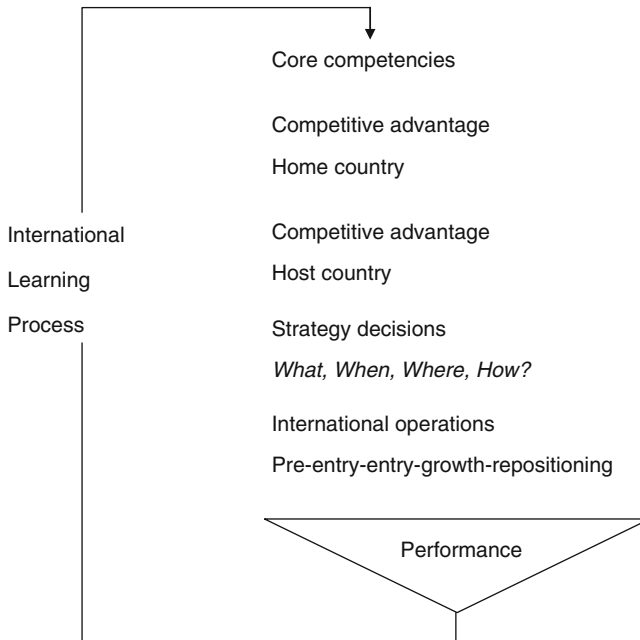 Core competencies
Competitive advantage
Home country
International
Learning
Process
Competitive advantage
Host country
Strategy decisions
What, When, Where, How?
International operations
Pre-entry-entry-growth-repositioning
Performance